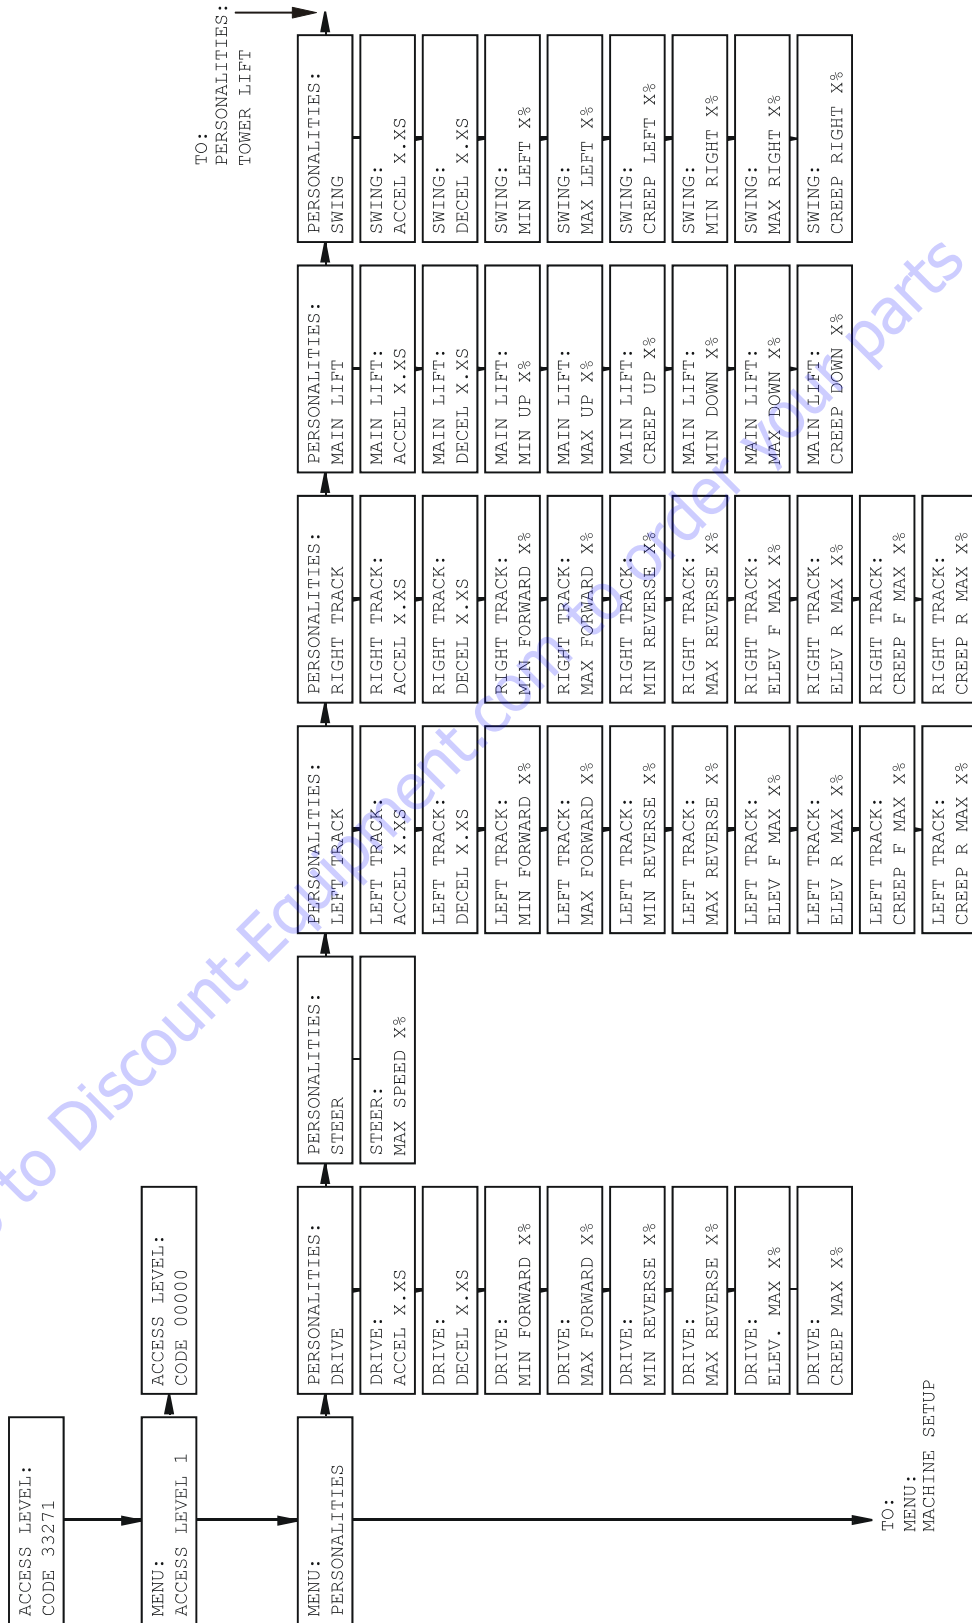 ACCESS LEVEL:
CODE 33271
MENU:
ACCESS LEVEL 1
ACCESS LEVEL:
CODE 00000
MENU:
PERSONALITIES
TO:
MENU:
MACHINE SETUP
PERSONALITIES:
DRIVE
DRIVE:
ACCEL X.XS
DRIVE:
DECEL X.XS
DRIVE:
MIN FORWARD X%
DRIVE:
MAX FORWARD X%
DRIVE:
MIN REVERSE X%
DRIVE:
MAX REVERSE X%
DRIVE:
ELEV. MAX X%
DRIVE:
CREEP MAX X%
PERSONALITIES:
STEER
STEER:
MAX SPEED X%
PERSONALITIES:
LEFT TRACK
LEFT TRACK:
ACCEL X.XS
LEFT TRACK:
DECEL X.XS
LEFT TRACK:
MIN FORWARD X%
LEFT TRACK:
MAX FORWARD X%
LEFT TRACK:
MIN REVERSE X%
LEFT TRACK:
MAX REVERSE X%
LEFT TRACK:
ELEV F MAX X%
LEFT TRACK:
ELEV R MAX X%
LEFT TRACK:
CREEP F MAX X%
LEFT TRACK:
CREEP R MAX X%
PERSONALITIES:
RIGHT TRACK
RIGHT TRACK:
ACCEL X.XS
RIGHT TRACK:
DECEL X.XS
RIGHT TRACK:
MIN FORWARD X%
RIGHT TRACK:
MAX FORWARD X%
RIGHT TRACK:
MIN REVERSE X%
RIGHT TRACK:
MAX REVERSE X%
RIGHT TRACK:
ELEV F MAX X%
RIGHT TRACK:
ELEV R MAX X%
RIGHT TRACK:
CREEP F MAX X%
RIGHT TRACK:
CREEP R MAX X%
PERSONALITIES:
MAIN LIFT
MAIN LIFT:
ACCEL X.XS
MAIN LIFT:
DECEL X.XS
MAIN LIFT:
MIN UP X%
MAIN LIFT:
MAX UP X%
MAIN LIFT:
CREEP UP X%
MAIN LIFT:
MIN DOWN X%
MAIN LIFT:
MAX DOWN X%
MAIN LIFT:
CREEP DOWN X%
PERSONALITIES:
SWING
SWING:
ACCEL X.XS
SWING:
DECEL X.XS
SWING:
MIN LEFT X%
SWING:
MAX LEFT X%
SWING:
CREEP LEFT X%
SWING:
MIN RIGHT X%
SWING:
MAX RIGHT X%
SWING:
CREEP RIGHT X%
TO:
PERSONALITIES:
TOWER LIFT
to Discount-Equipment.com to order your parts